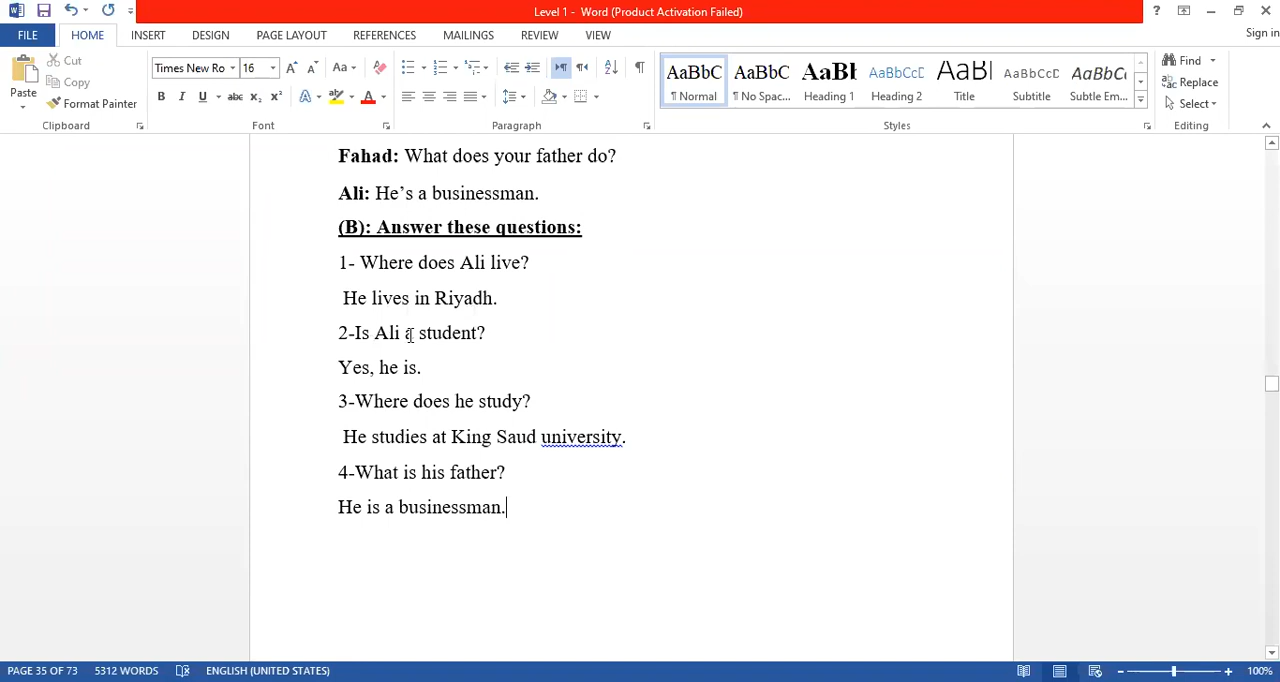 Level 1 - Word (Product Activation Failed)
Sign in
FILE HOME INSERT DESIGN PAGE LAYOUT REFERENCES MAILINGS REVIEW VIEW
Paste
Cut
Copy
Format Painter
Clipboard
Times New Ro 16
Font
Paragraph
AaBbC
¶ Normal
AaBbCcD
¶ No Spac...
AaBl
Heading 1
AaBbCcC
Heading 2
AaB
Title
AaBbCcD
Subtitle
AaBbCcD
Subtle Em...
Styles
Find
Replace
Select
Editing
Fahad: What does your father do?
Ali: He’s a businessman.
(B): Answer these questions:
1- Where does Ali live?
He lives in Riyadh.
2-Is Ali a student?
Yes, he is.
3-Where does he study?
He studies at King Saud university.
4-What is his father?
He is a businessman.
PAGE 35 OF 73 5312 WORDS ENGLISH (UNITED STATES) 100%